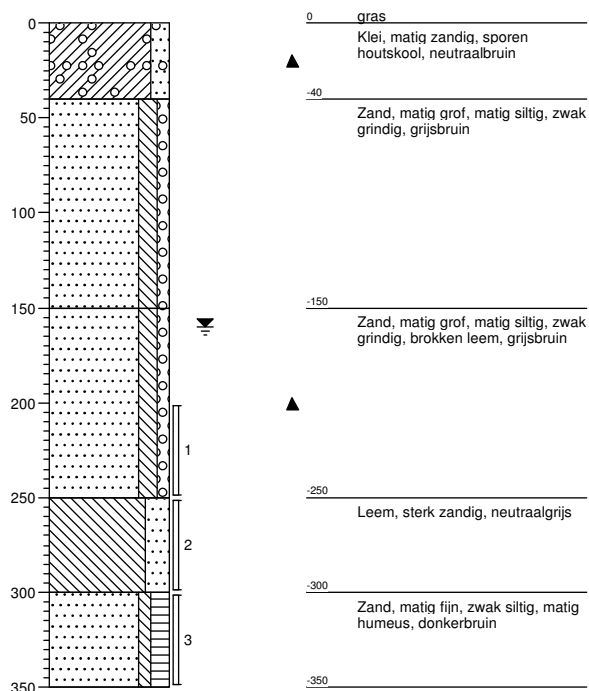 0
gras
0
Klei, matig zandig, sporen
houtskool, neutraalbruin
-40
Zand, matig grof, matig siltig, zwak
grindig, grijsbruin
50
100
150
-150
Zand, matig grof, matig siltig, zwak
grindig, brokken leem, grijsbruin
200
1
250
-250
Leem, sterk zandig, neutraalgrijs
2
300
-300
Zand, matig fijn, zwak siltig, matig
humeus, donkerbruin
3
350
-350